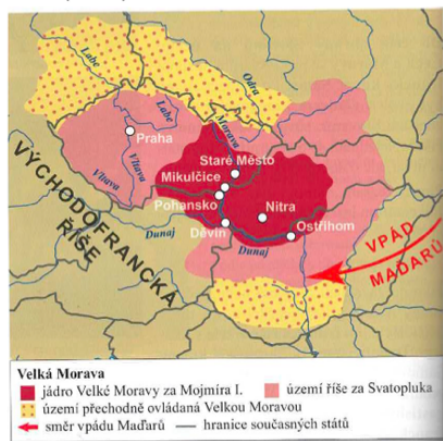 Labe
Odra
Labe
Morava
Praha
Vltava
Vltava
Staré Město
Mikulčice
Pohansko
Nitra
Děvín
Ostřihom
Dunaj
Dunaj
VÝCHODOFRANCKÁ
ŘÍŠE
VPÁD
MAĎARŮ
Velká Morava
jádro Velké Moravy za Mojmíra I.
území říše za Svatopluka
území přechodně ovládaná Velkou Moravou
směr vpádu Maďarů
hranice současných států